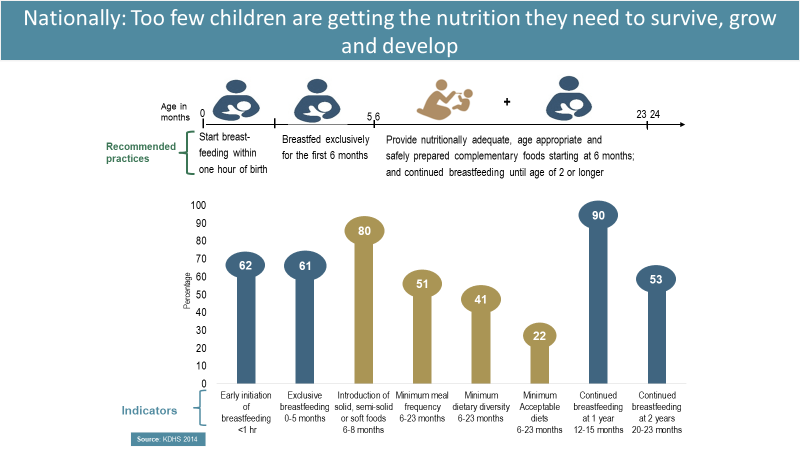 Nationally: Too few children are getting the nutrition they need to survive, grow
and develop
Age in
months
0
5 6
+
23 24
Recommended
practices
Start breast-
feeding within
one hour of birth
Breastfed exclusively
for the first 6 months
Provide nutritionally adequate, age appropriate and
safely prepared complementary foods starting at 6 months;
and continued breastfeeding until age of 2 or longer
Percentage
100
90
80
70
60
50
40
30
20
10
0
62
61
80
51
41
22
90
53
Indicators
Early initiation
of
breastfeeding
<1 hr
Exclusive
breastfeeding
0-5 months
Introduction of
solid, semi-solid
or soft foods
6-8 months
Minimum meal
frequency
6-23 months
Minimum
dietary diversity
6-23 months
Minimum
Acceptable
diets
6-23 months
Continued
breastfeeding
at 1 year
12-15 months
Continued
breastfeeding
at 2 years
20-23 months
Source: KDHS 2014